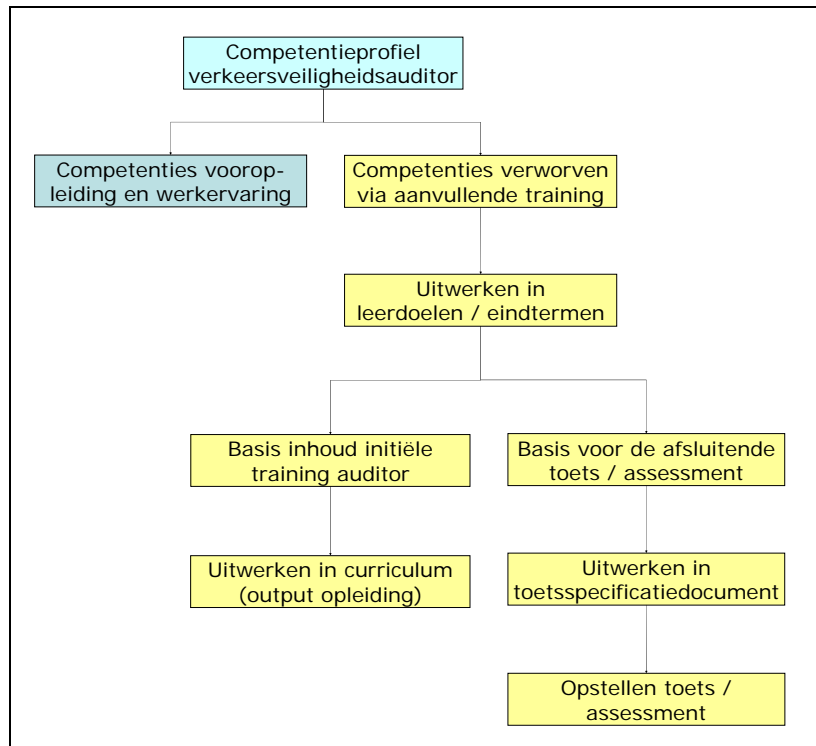 Competentieprofiel
verkeersveiligheidsauditor
Competenties voorop-
leiding en werkervaring
Competenties verworven
via aanvullende training
Uitwerken in
leerdoelen / eindtermen
Basis inhoud initiële
training auditor
Basis voor de afsluitende
toets / assessment
Uitwerken in curriculum
(output opleiding)
Uitwerken in
toetsspecificatiedocument
Opstellen toets /
assessment